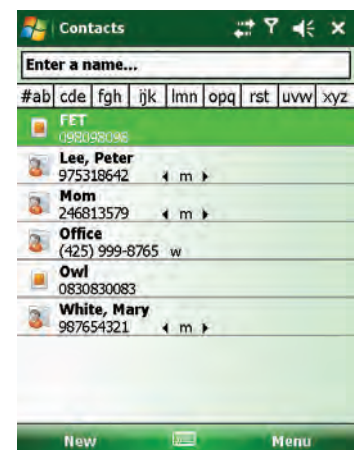 Contacts
Enter a name...
#ab cde fgh ijk lmn opq rst uvw xyz
FET
098098098
Lee, Peter
975318642 m
Mom
246813579 m
Office
(425) 999-8765 w
Owl
0830830083
White, Mary
987654321 m
New Menu